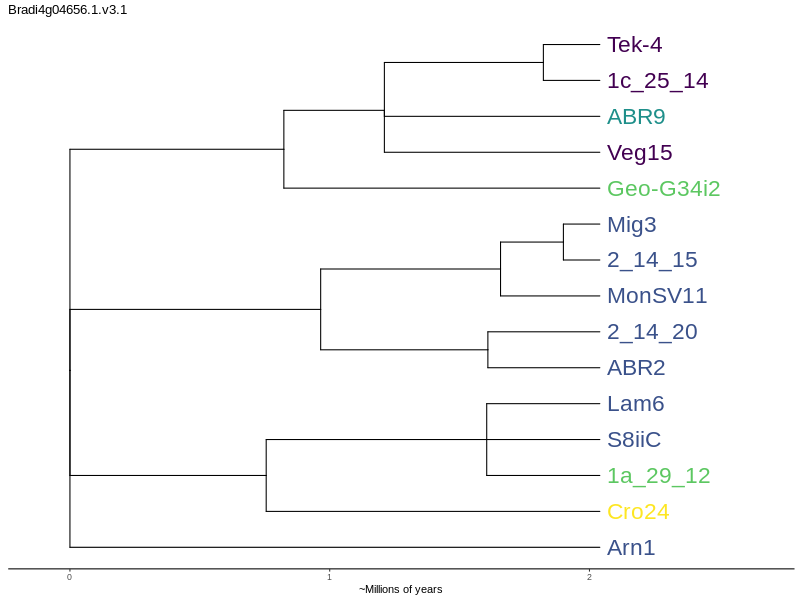 Bradi4g04656.1.v3.1
Tek-4
1c_25_14
ABR9
Veg15
Geo-G34i2
Mig3
2_14_15
MonSV11
2_14_20
ABR2
Lam6
S8iiC
1a_29_12
Cro24
Arn1
0 1 2
~Millions of years